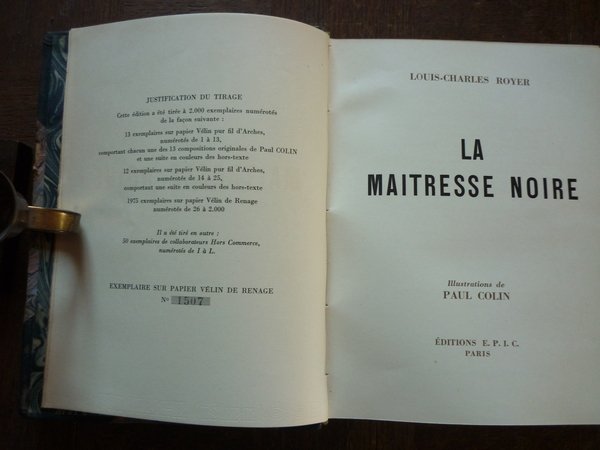 JUSTIFICATION DU TIRAGE
Cette édition a été tirée à 2.000 exemplaires numérotés
de la façon suivante :
13 exemplaires sur papier Vélin pur fil d'Arches,
numérotés de 1 à 13,
comportant chacun une des 13 compositions originales de Paul COLIN
et une suite en couleurs des hors-texte
12 exemplaires sur papier Vélin pur fil d'Arches,
numérotés de 14 à 25,
comportant une suite en couleurs des hors-texte
1975 exemplaires sur papier Vélin de Renage
numérotés de 26 à 2.000
Il a été tiré en outre :
50 exemplaires de collaborateurs Hors Commerce,
numérotés de I à L.
EXEMPLAIRE SUR PAPIER VÉLIN DE RENAGE
No 1507
LOUIS-CHARLES ROYER
LA
MAITRESSE NOIRE
Illustrations de
PAUL COLIN
ÉDITIONS E. P. I. C.
PARIS